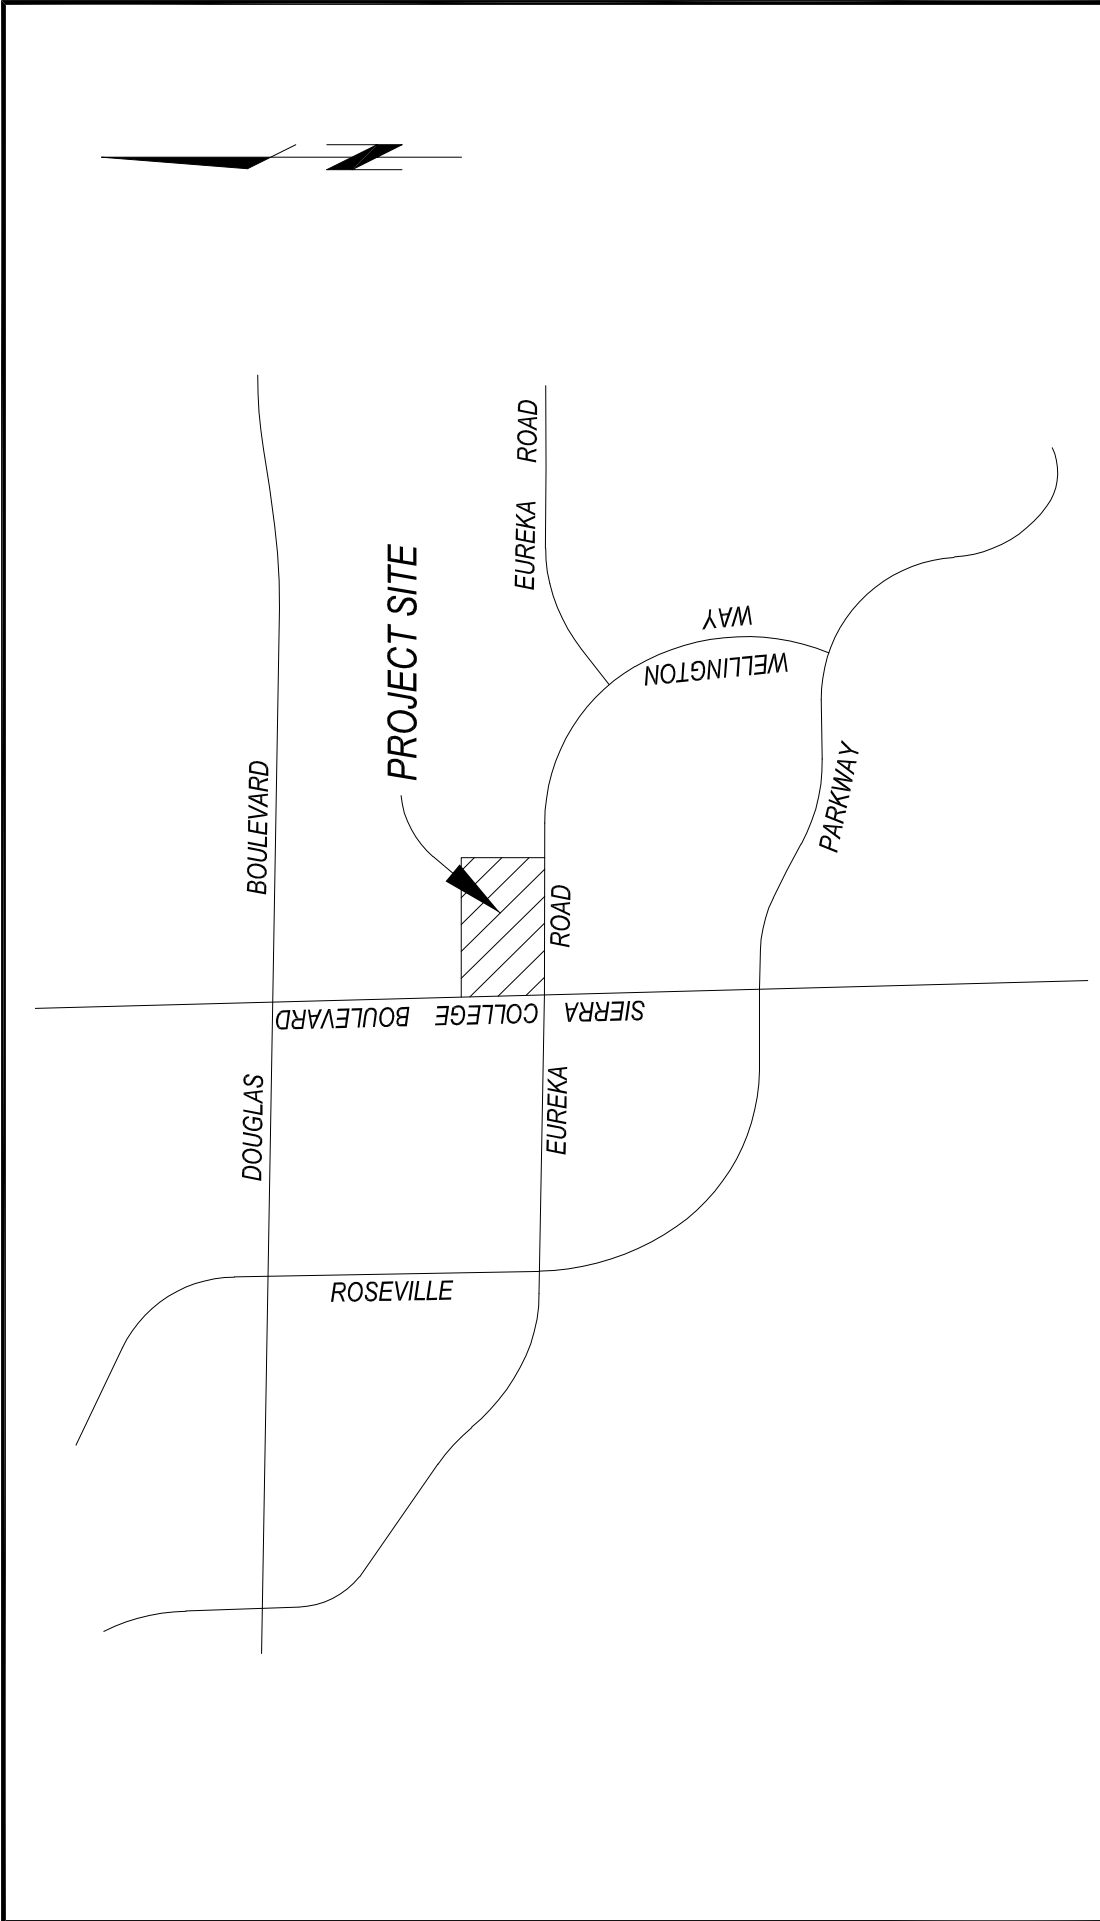 N
DOUGLAS BOULEVARD
PROJECT SITE
EUREKA ROAD
EUREKA ROAD
SIERRA COLLEGE BOULEVARD
WELLINGTON WAY
ROSEVILLE PARKWAY